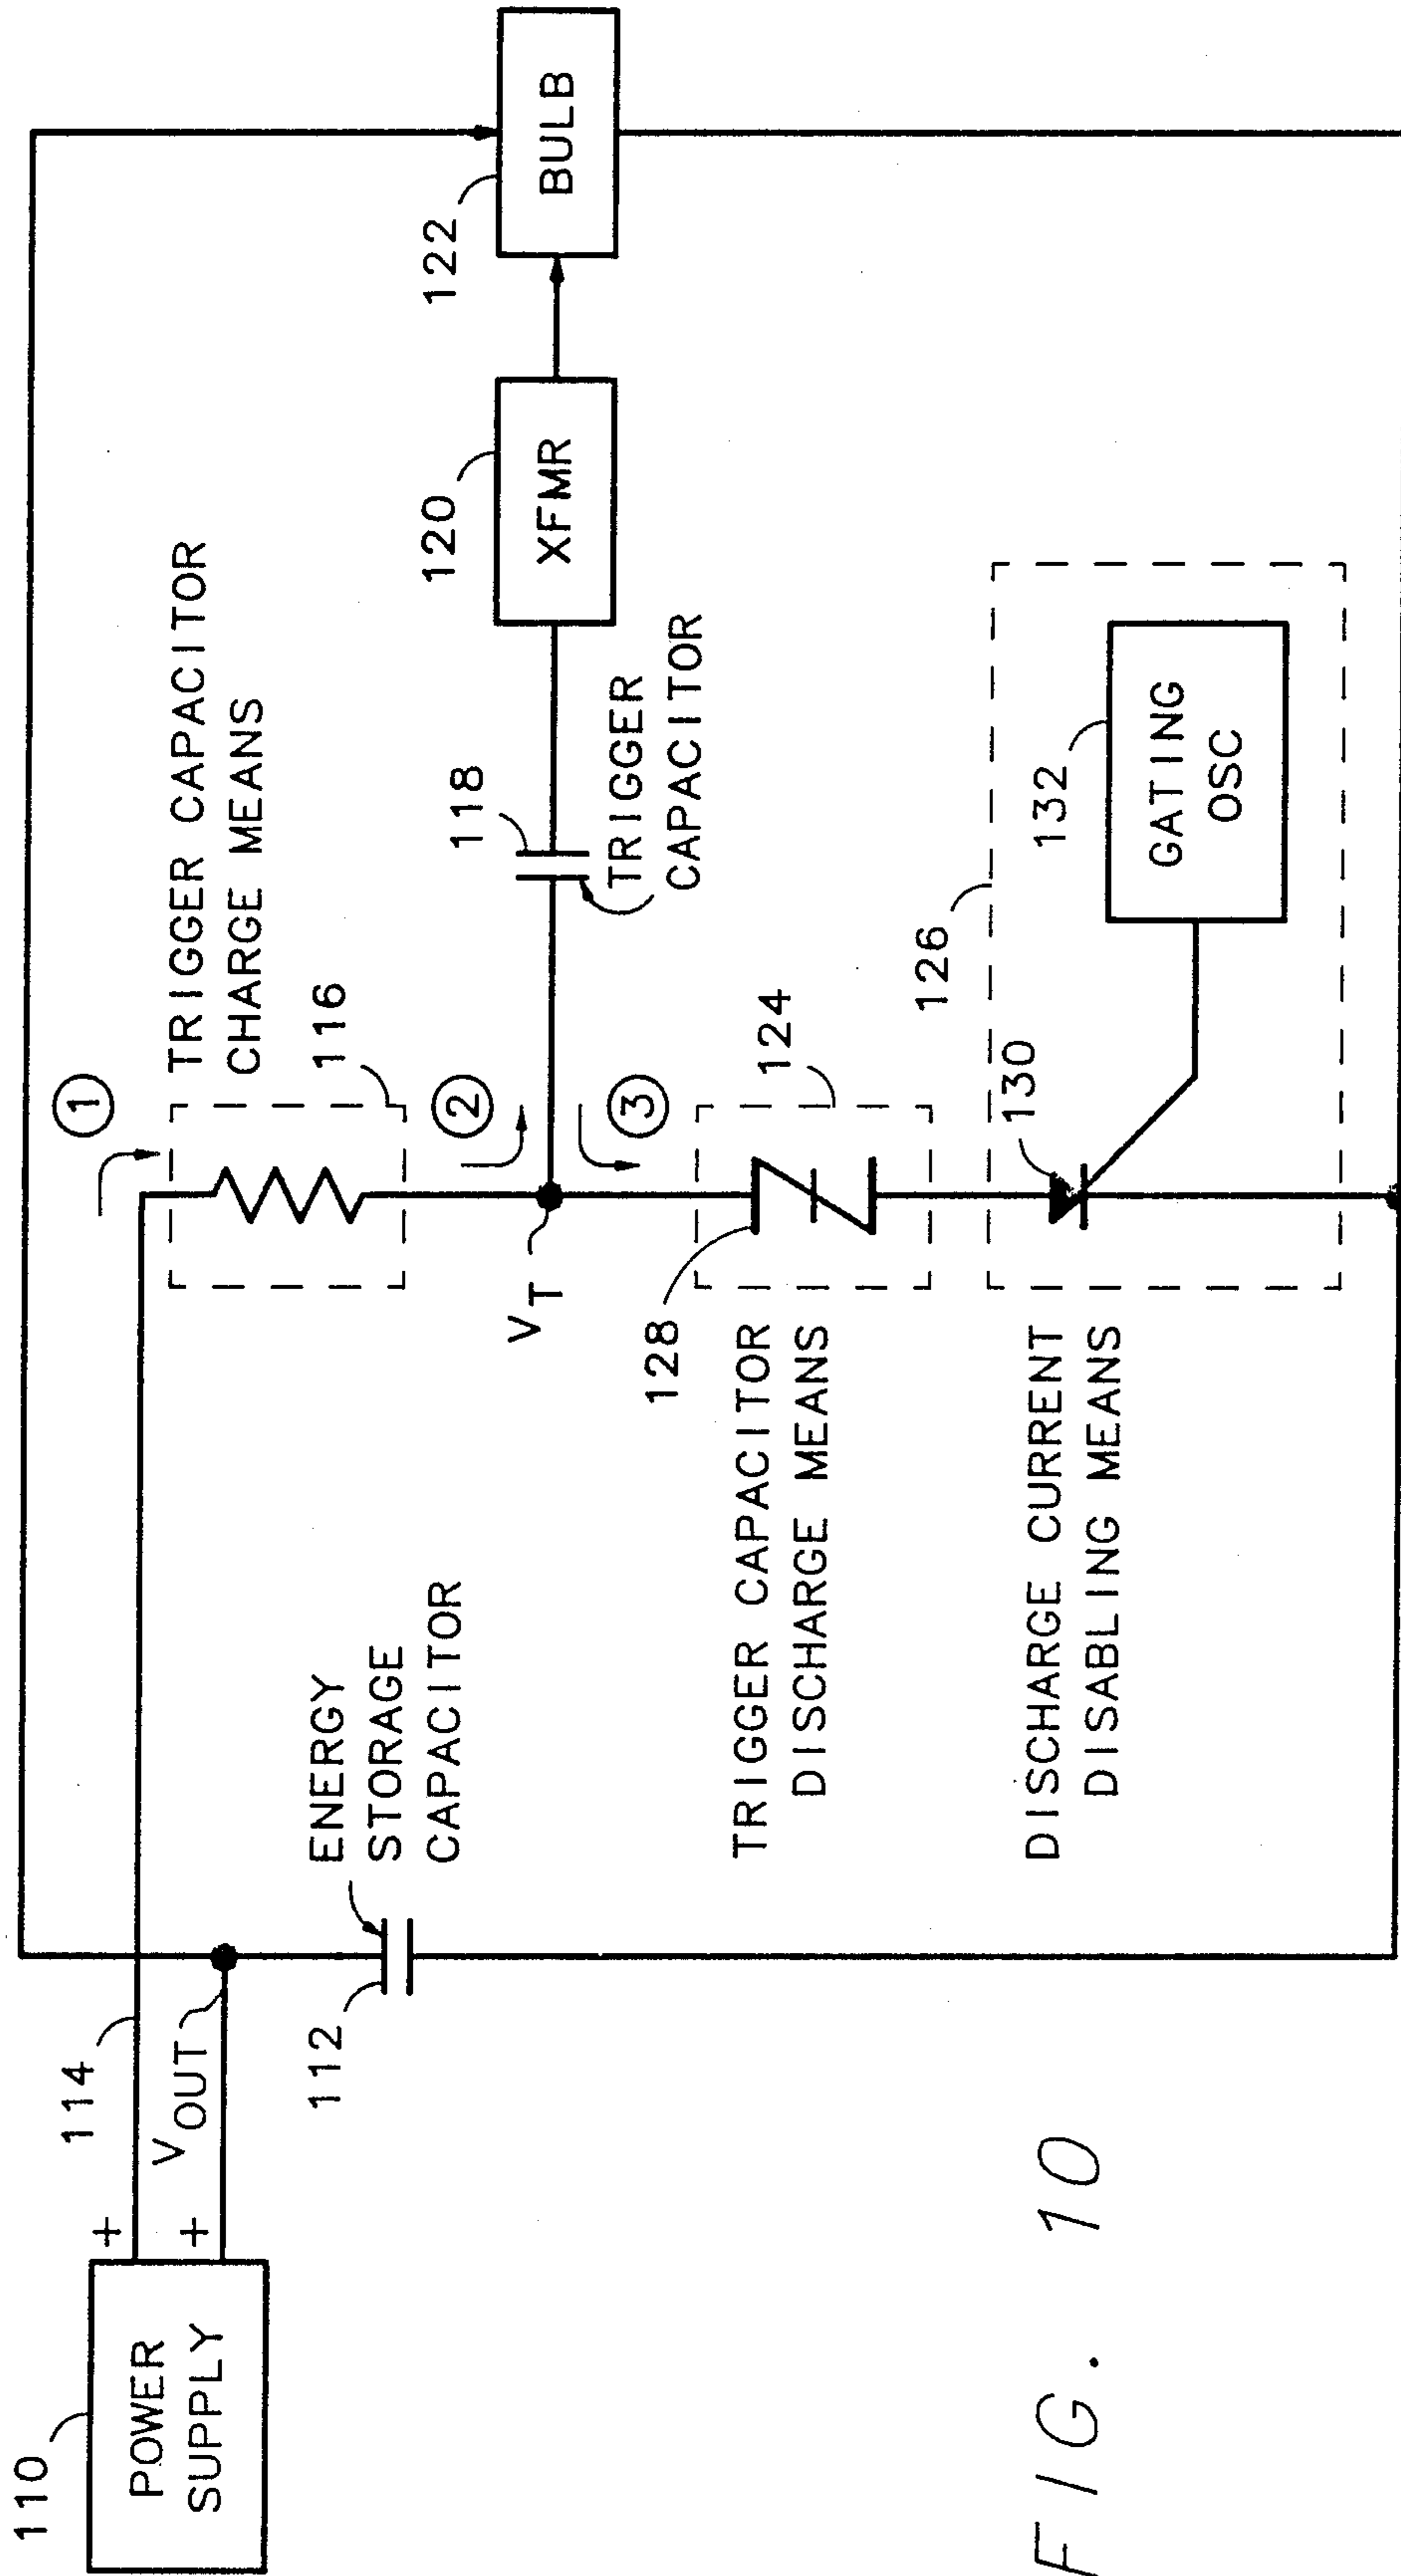 110
POWER
SUPPLY
+
+
114
V OUT
112
ENERGY
STORAGE
CAPACITOR
1
TRIGGER CAPACITOR
CHARGE MEANS
116
2
3
V T
118
TRIGGER
CAPACITOR
120
XFMR
122
BULB
128
124
TRIGGER CAPACITOR
DISCHARGE MEANS
DISCHARGE CURRENT
DISABLING MEANS
126
130
132
GATING
OSC
FIG. 10